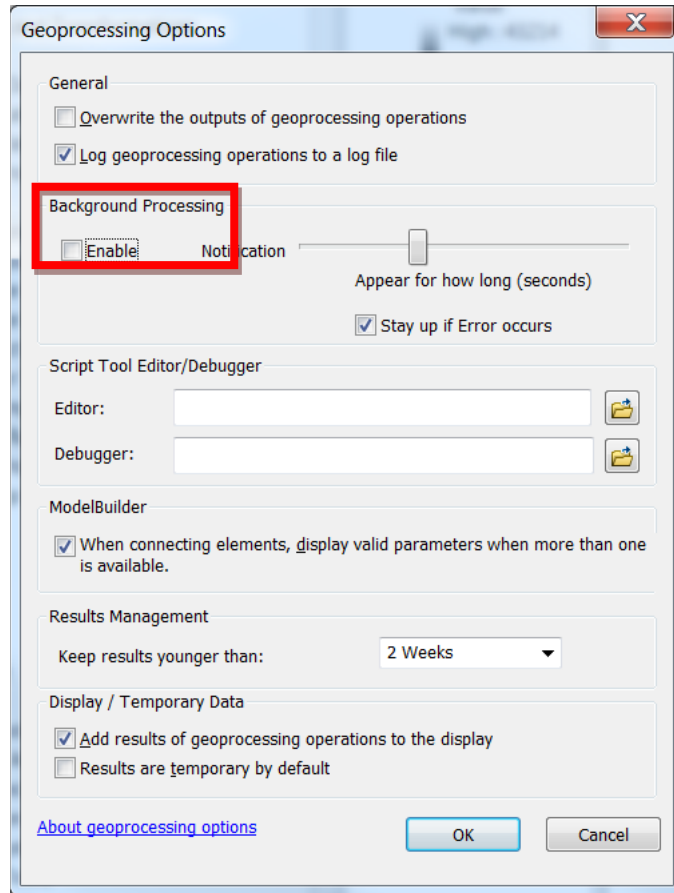 Geoprocessing Options
General
Overwrite the outputs of geoprocessing operations
Log geoprocessing operations to a log file
Background Processing
Enable Notification
Appear for how long (seconds)
Stay up if Error occurs
Script Tool Editor/Debugger
Editor:
Debugger:
ModelBuilder
When connecting elements, display valid parameters when more than one
is available.
Results Management
Keep results younger than: 2 Weeks
Display / Temporary Data
Add results of geoprocessing operations to the display
Results are temporary by default
About geoprocessing options OK Cancel